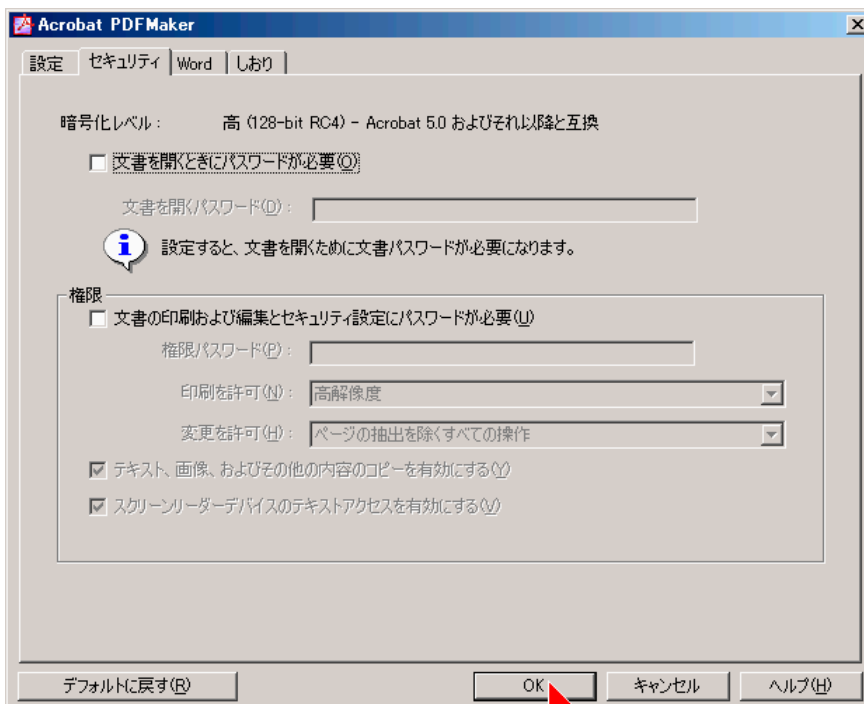 Acrobat PDFMaker
設定 セキュリティ Word しおり
暗号化レベル： 高 (128-bit RC4) - Acrobat 5.0 およびそれ以降と互換
文書を開くときにパスワードが必要(O)
文書を開くパスワード(D)：
設定すると、文書を開くために文書パスワードが必要になります。
権限
文書の印刷および編集とセキュリティ設定にパスワードが必要(U)
権限パスワード(P)：
印刷を許可(N)： 高解像度
変更を許可(H)： ページの抽出を除くすべての操作
テキスト、画像、およびその他の内容のコピーを有効にする(Y)
スクリーンリーダーデバイスのテキストアクセスを有効にする(V)
デフォルトに戻す(R) OK キャンセル ヘルプ(H)